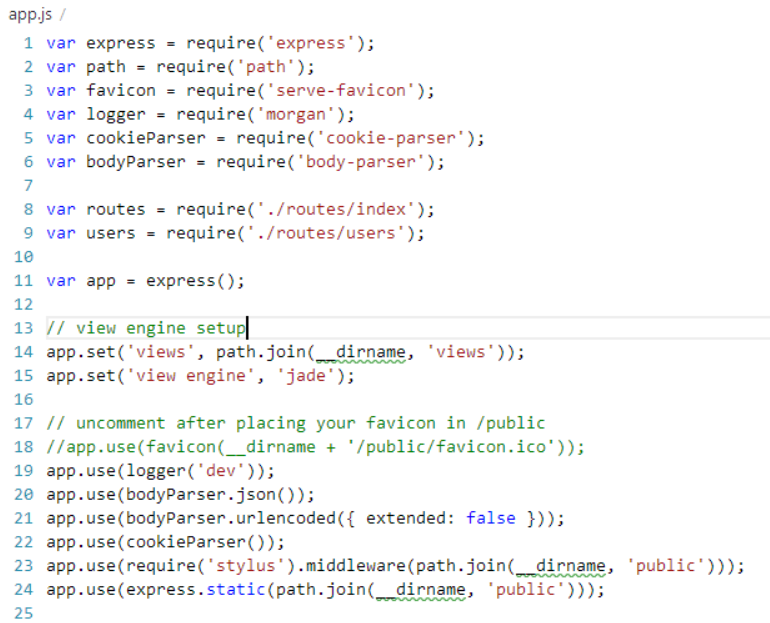 app.js /
1 var express = require('express');
2 var path = require('path');
3 var favicon = require('serve-favicon');
4 var logger = require('morgan');
5 var cookieParser = require('cookie-parser');
6 var bodyParser = require('body-parser');
7
8 var routes = require('./routes/index');
9 var users = require('./routes/users');
10
11 var app = express();
12
13 // view engine setup
14 app.set('views', path.join(__dirname, 'views'));
15 app.set('view engine', 'jade');
16
17 // uncomment after placing your favicon in /public
18 //app.use(favicon(__dirname + '/public/favicon.ico'));
19 app.use(logger('dev'));
20 app.use(bodyParser.json());
21 app.use(bodyParser.urlencoded({ extended: false }));
22 app.use(cookieParser());
23 app.use(require('stylus').middleware(path.join(__dirname, 'public')));
24 app.use(express.static(path.join(__dirname, 'public')));
25